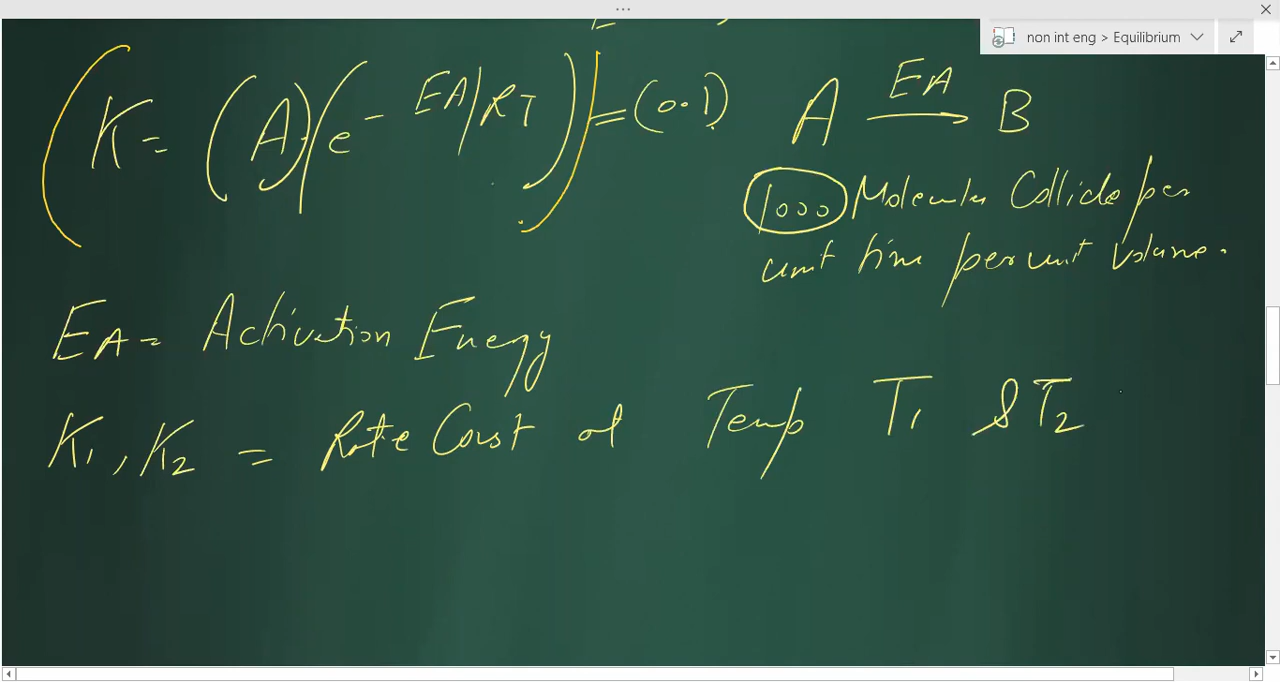 non int eng > Equilibrium
K = (A)(e^- EA/RT) = (0.1)
A EA B
1000 Molecules Collide per
unit time per unit volume.
EA = Activation Energy
K1, K2 = Rate Const at Temp T1 & T2